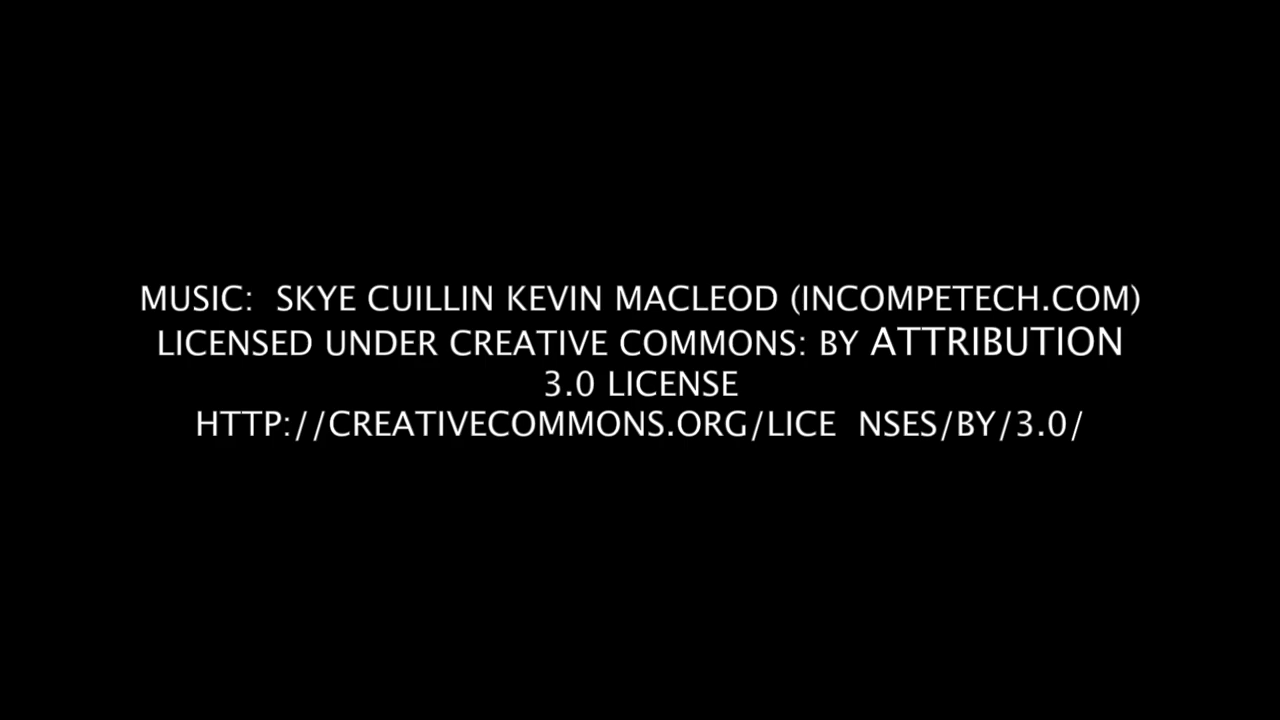 MUSIC:  SKYE CUILLIN KEVIN MACLEOD (INCOMPETECH.COM)
LICENSED UNDER CREATIVE COMMONS: BY ATTRIBUTION
3.0 LICENSE
HTTP://CREATIVECOMMONS.ORG/LICE  NSES/BY/3.0/